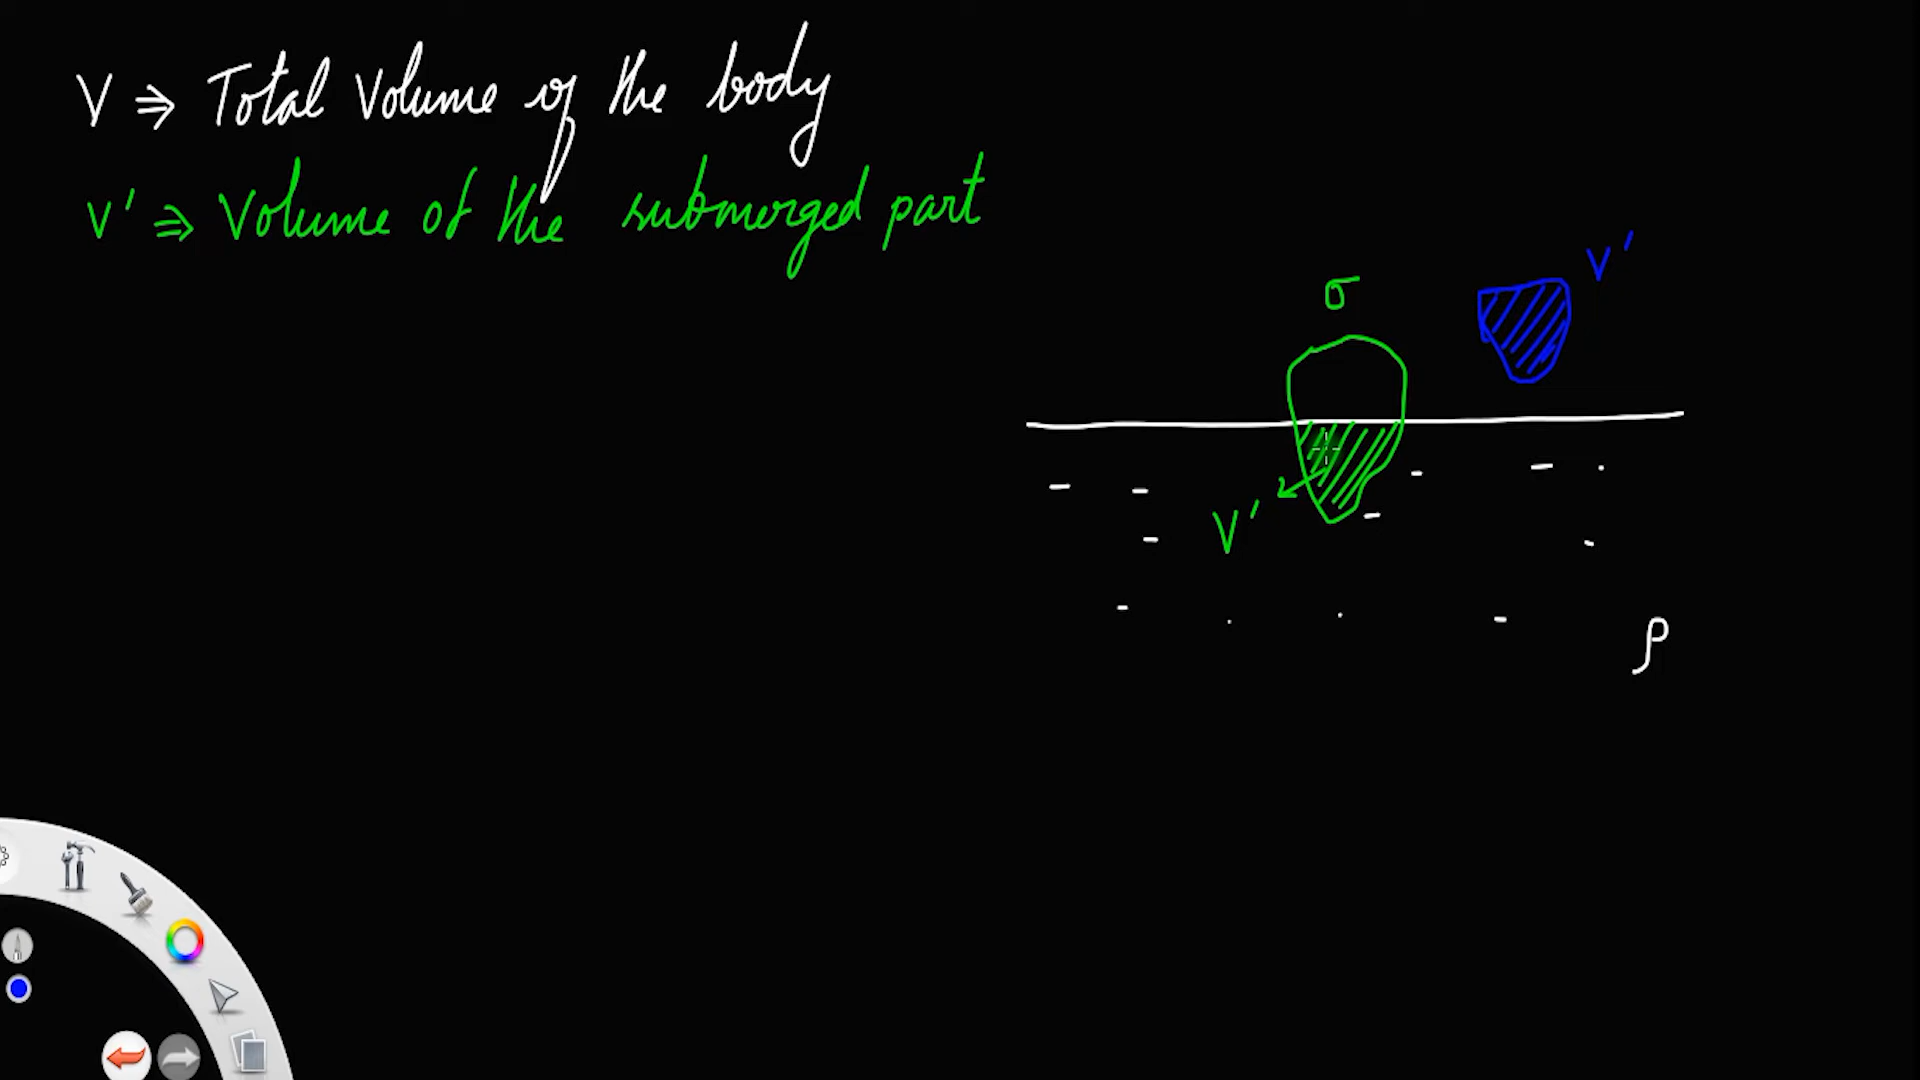 V ⇒ Total Volume of the body
V' ⇒ Volume of the submerged part
V'
σ
V'
ρ